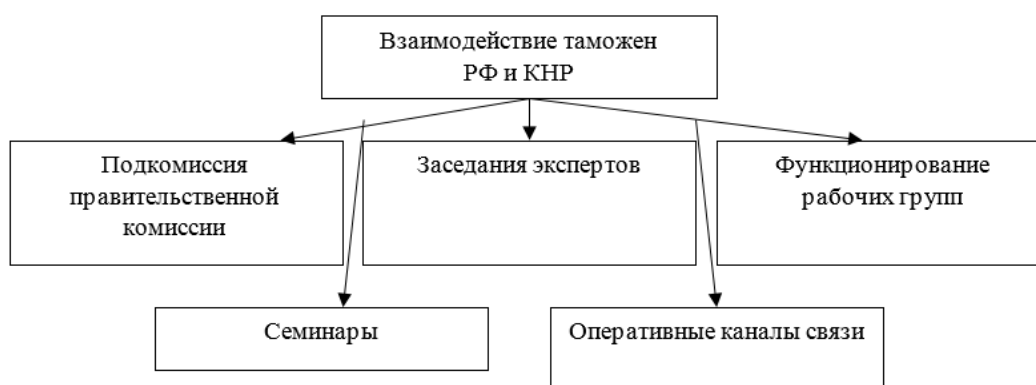 Взаимодействие таможен
РФ и КНР
Подкомиссия
правительственной
комиссии
Заседания экспертов
Функционирование
рабочих групп
Семинары
Оперативные каналы связи